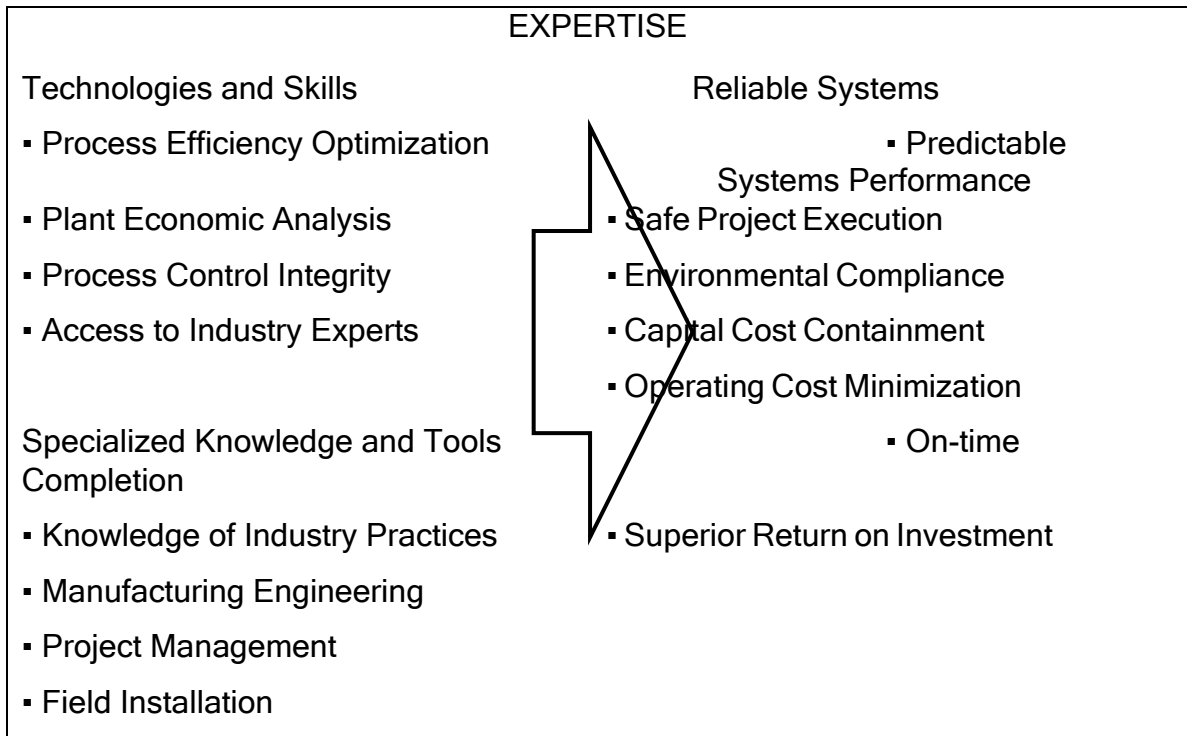 EXPERTISE
Technologies and Skills Reliable Systems
▪ Process Efficiency Optimization ▪ Predictable
Systems Performance
▪ Plant Economic Analysis ▪ Safe Project Execution
▪ Process Control Integrity ▪ Environmental Compliance
▪ Access to Industry Experts ▪ Capital Cost Containment
▪ Operating Cost Minimization
Specialized Knowledge and Tools ▪ On-time
Completion
▪ Knowledge of Industry Practices ▪ Superior Return on Investment
▪ Manufacturing Engineering
▪ Project Management
▪ Field Installation